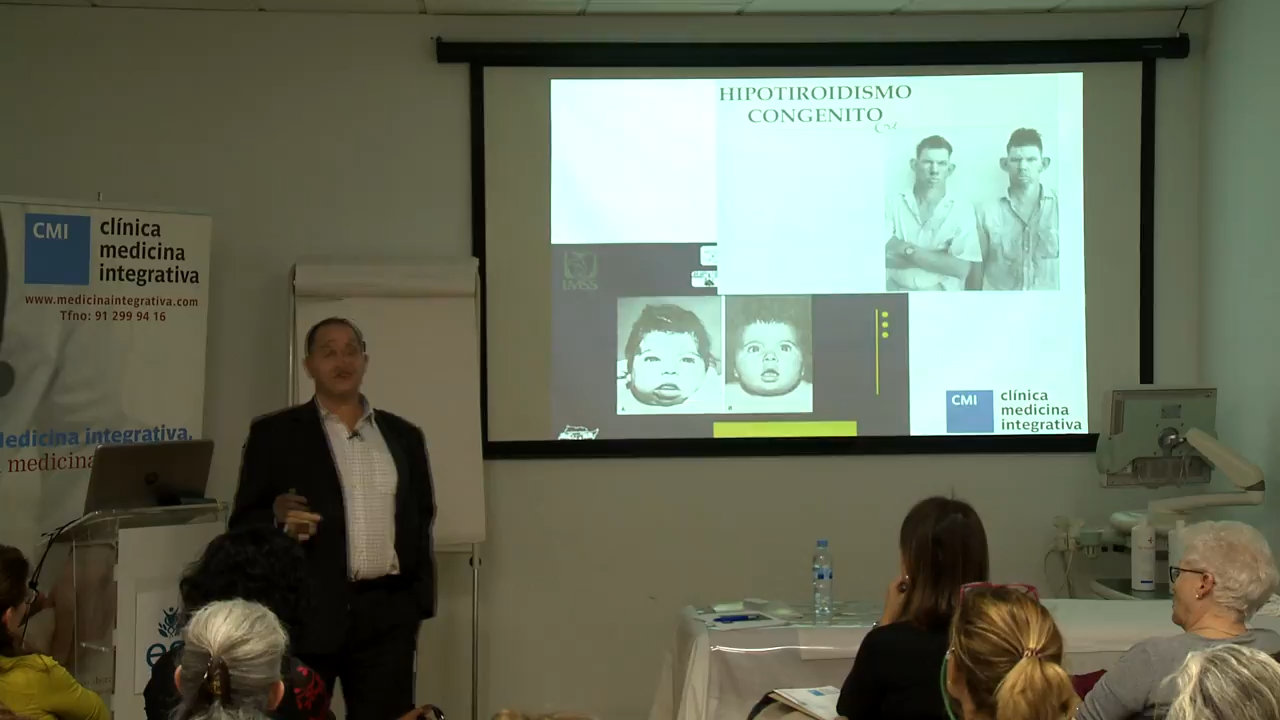 HIPOTIROIDISMO
CONGENITO
IMSS
A
B
CMI
clínica
medicina
integrativa
CMI
clínica
medicina
integrativa
www.medicinaintegrativa.com
Tfno: 91 299 94 16
Medicina integrativa,
medicina